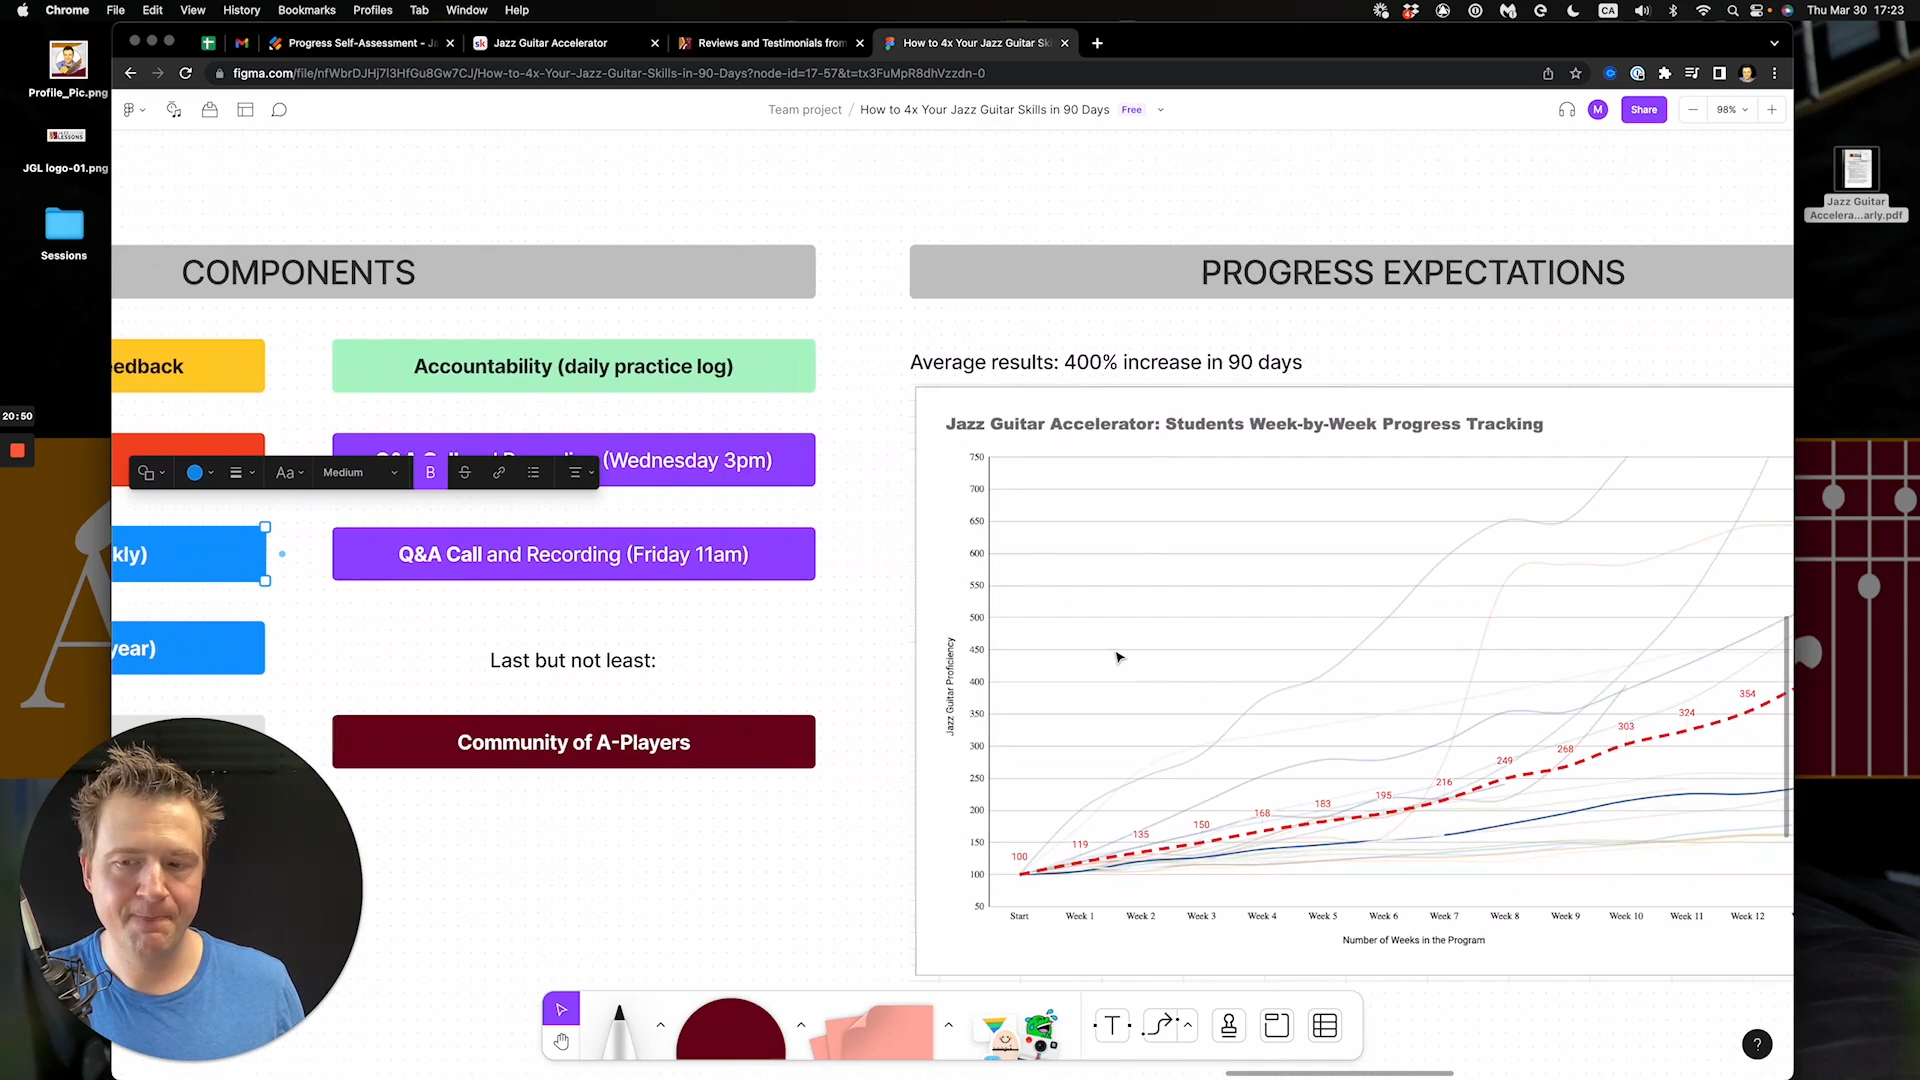 Chrome File Edit View History Bookmarks Profiles Tab Window Help
CA
Thu Mar 30 17:23
Profile_Pic.png
JGL logo-01.png
Sessions
20:50
Jazz Guitar
Accelera...arly.pdf
Progress Self-Assessment - Ja
Jazz Guitar Accelerator
Reviews and Testimonials from
How to 4x Your Jazz Guitar Ski
figma.com/file/nfWbrDJHj7l3HfGu8Gw7CJ/How-to-4x-Your-Jazz-Guitar-Skills-in-90-Days?node-id=17-57&t=tx3FuMpR8dhVzzdn-0
Team project / How to 4x Your Jazz Guitar Skills in 90 Days Free
M
Share
98%
COMPONENTS
edback
Accountability (daily practice log)
(Wednesday 3pm)
Aa Medium B S
kly)
Q&A Call and Recording (Friday 11am)
year)
Last but not least:
Community of A-Players
PROGRESS EXPECTATIONS
Average results: 400% increase in 90 days
Jazz Guitar Accelerator: Students Week-by-Week Progress Tracking
Jazz Guitar Proficiency
750
700
650
600
550
500
450
400
350
300
250
200
150
100
50
100 119 135 150 168 183 195 216 249 268 303 324 354
Start Week 1 Week 2 Week 3 Week 4 Week 5 Week 6 Week 7 Week 8 Week 9 Week 10 Week 11 Week 12
Number of Weeks in the Program
T
?
A